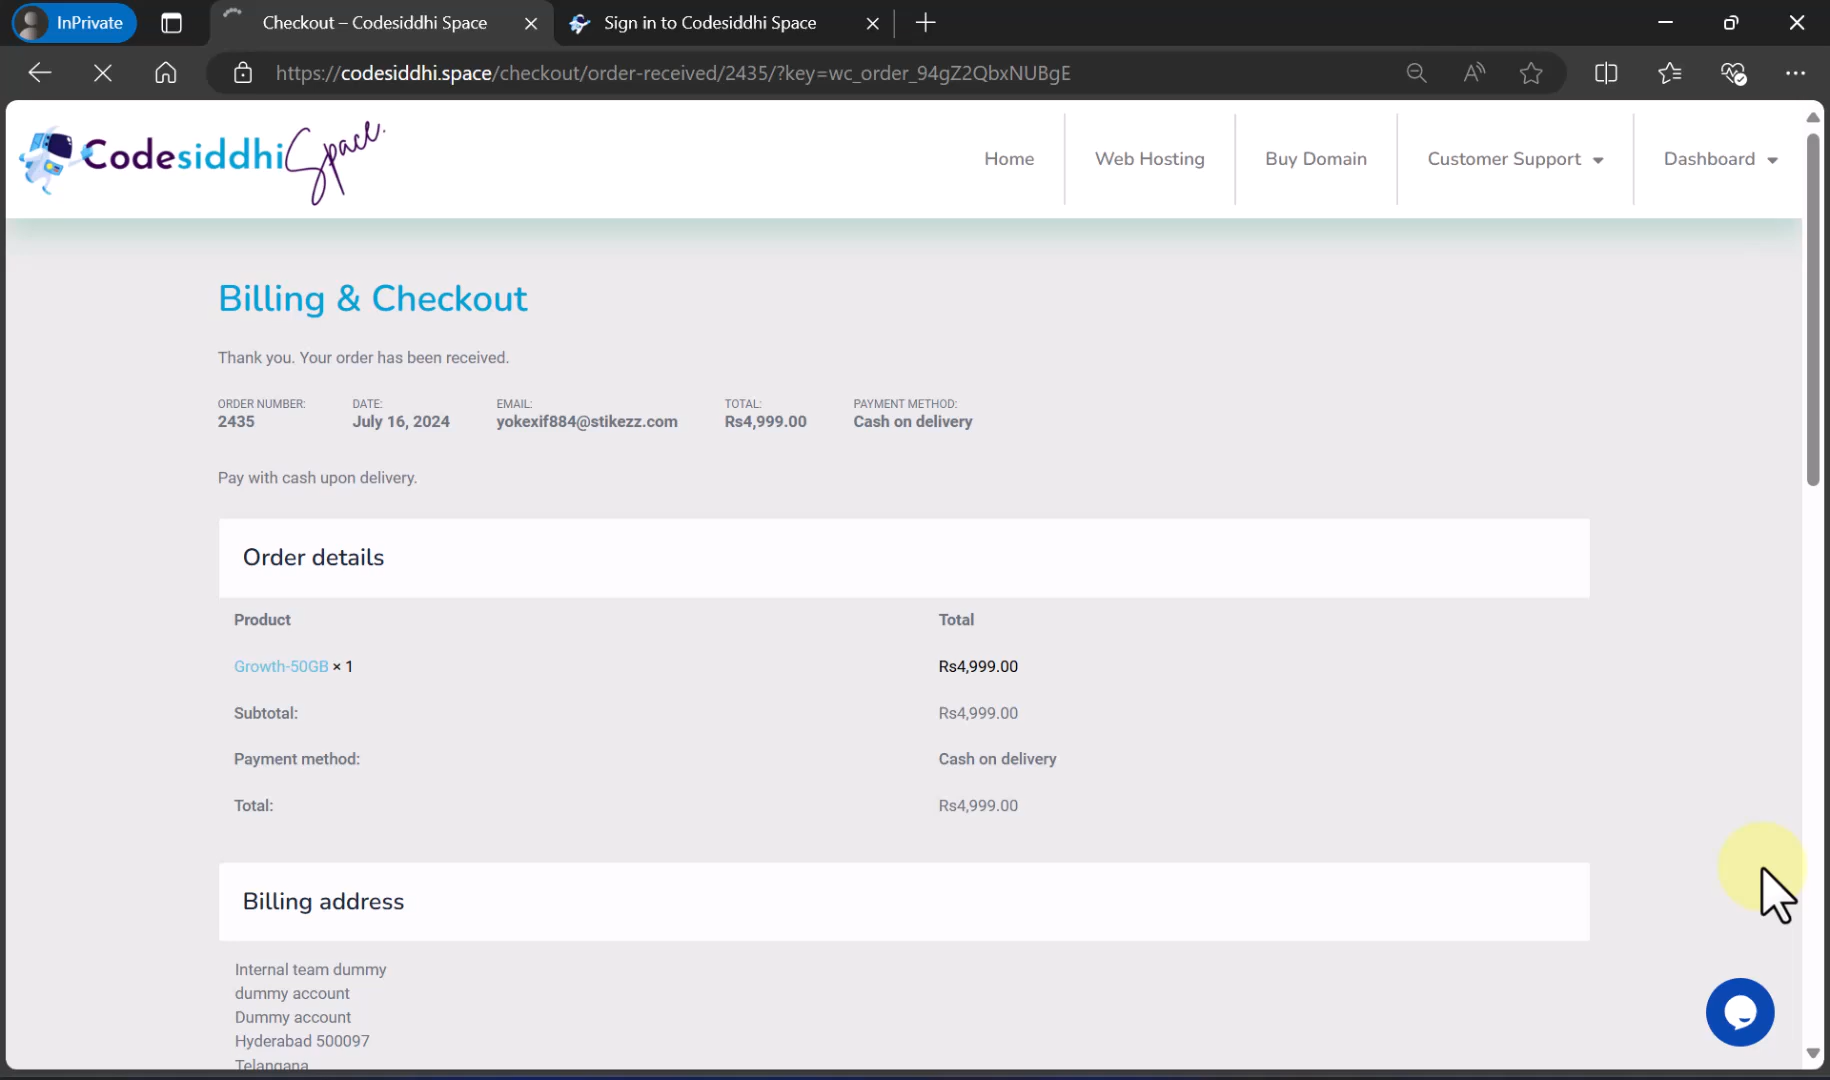 InPrivate
Checkout – Codesiddhi Space
Sign in to Codesiddhi Space
https://codesiddhi.space/checkout/order-received/2435/?key=wc_order_94gZ2QbxNUBgE
Codesiddhi Space.
Home
Web Hosting
Buy Domain
Customer Support
Dashboard
Billing & Checkout
Thank you. Your order has been received.
ORDER NUMBER: DATE: EMAIL: TOTAL: PAYMENT METHOD:
2435 July 16, 2024 yokexif884@stikezz.com Rs4,999.00 Cash on delivery
Pay with cash upon delivery.
Order details
Product Total
Growth-50GB × 1 Rs4,999.00
Subtotal: Rs4,999.00
Payment method: Cash on delivery
Total: Rs4,999.00
Billing address
Internal team dummy
dummy account
Dummy account
Hyderabad 500097
Telangana